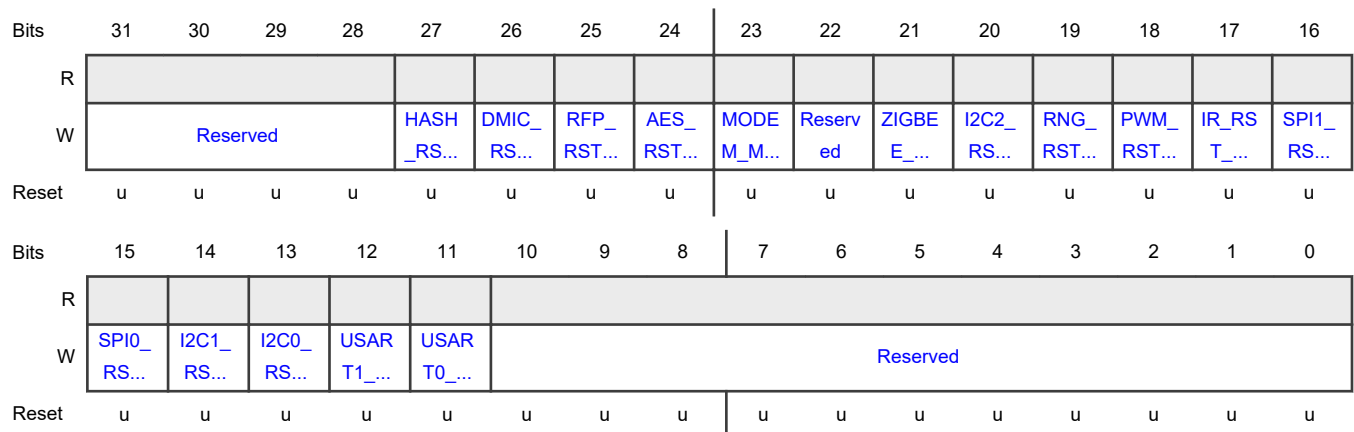 Bits 31 30 29 28 27 26 25 24 23 22 21 20 19 18 17 16
R
W Reserved HASH DMIC_ RFP_ AES_ MODE Reserv ZIGBE I2C2_ RNG_ PWM_ IR_RS SPI1_
_RS... RS... RST... RST... M_M... ed E_... RS... RST... RST... T_... RS...
Reset u u u u u u u u u u u u u u u u
Bits 15 14 13 12 11 10 9 8 7 6 5 4 3 2 1 0
R
W SPI0_ I2C1_ I2C0_ USAR USAR Reserved
RS... RS... RS... T1_... T0_...
Reset u u u u u u u u u u u u u u u u